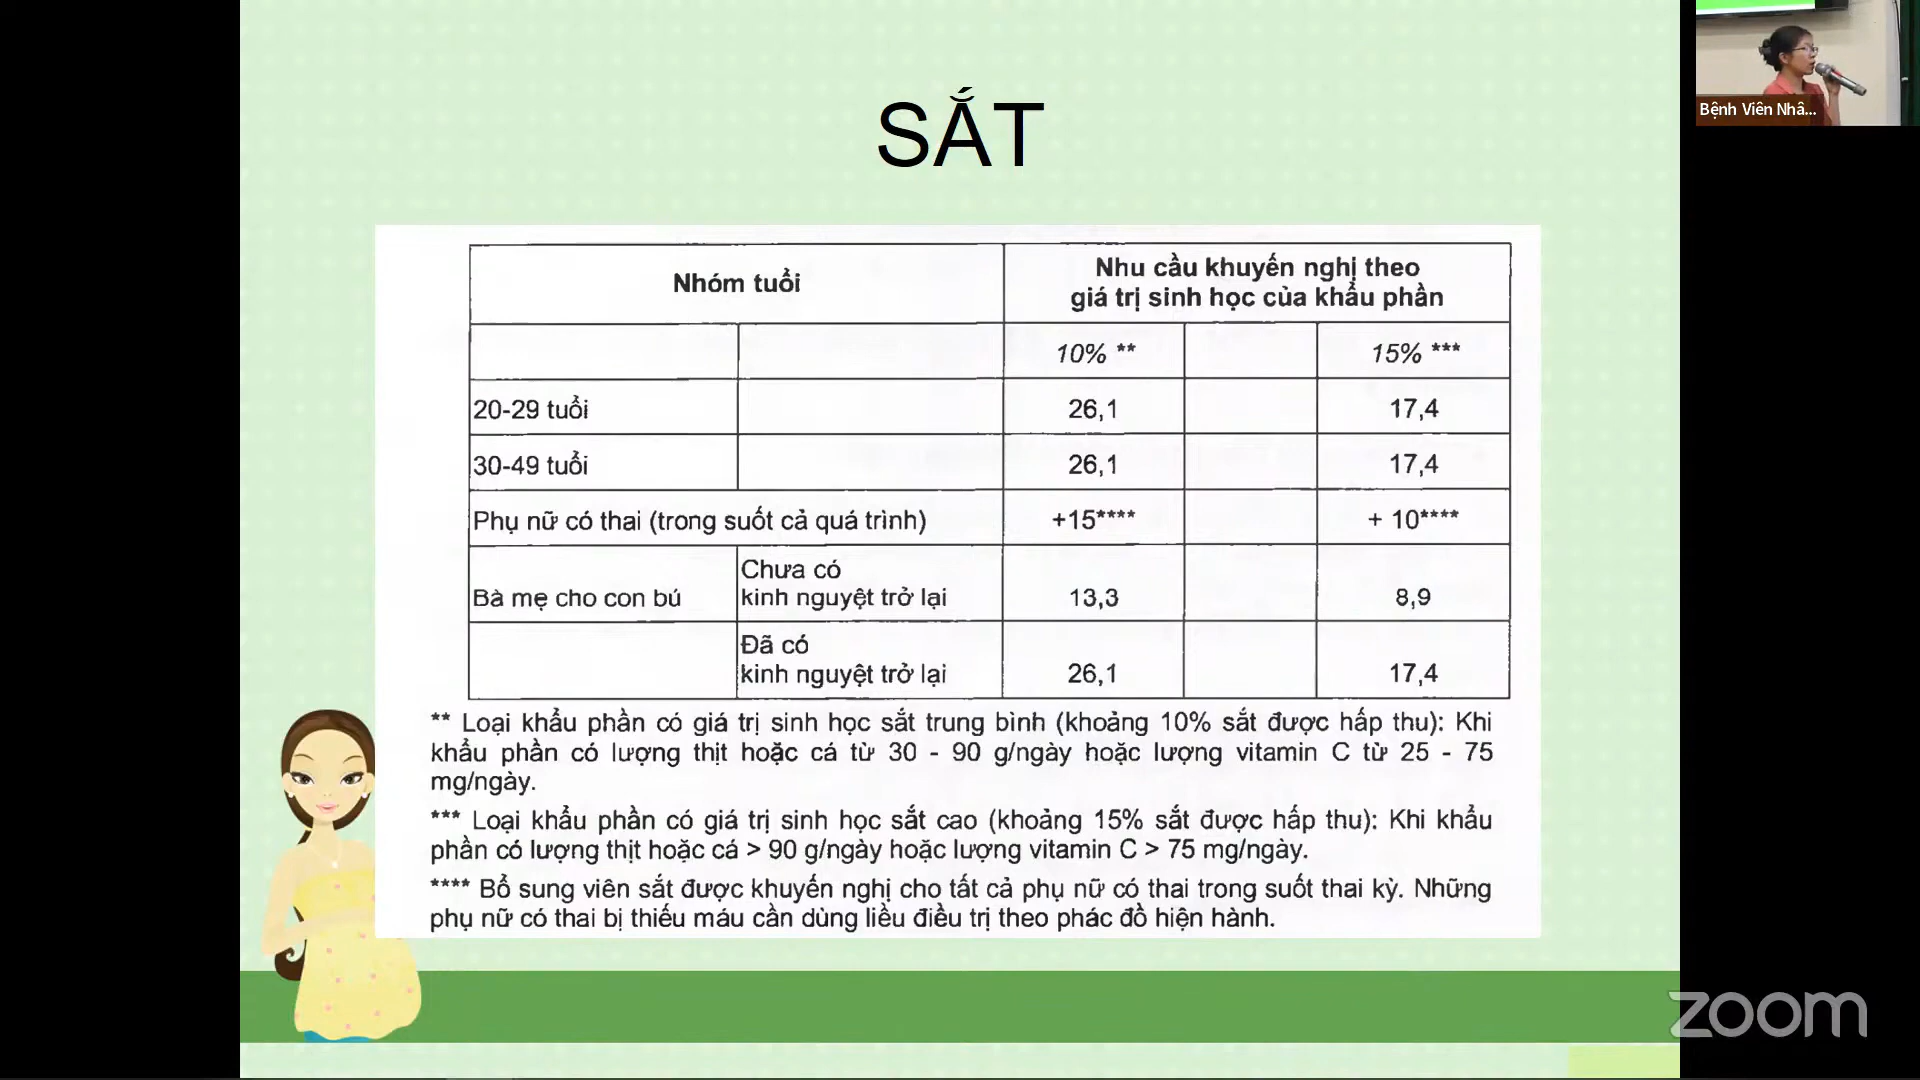 SẮT
Bệnh Viên Nhâ...
Nhóm tuổi
Nhu cầu khuyến nghị theo
giá trị sinh học của khẩu phần
10% **
15% ***
20-29 tuổi
26,1
17,4
30-49 tuổi
26,1
17,4
Phụ nữ có thai (trong suốt cả quá trình)
+15****
+ 10****
Bà mẹ cho con bú
Chưa có
kinh nguyệt trở lại
13,3
8,9
Đã có
kinh nguyệt trở lại
26,1
17,4
** Loại khẩu phần có giá trị sinh học sắt trung bình (khoảng 10% sắt được hấp thu): Khi
khẩu phần có lượng thịt hoặc cá từ 30 - 90 g/ngày hoặc lượng vitamin C từ 25 - 75
mg/ngày.
*** Loại khẩu phần có giá trị sinh học sắt cao (khoảng 15% sắt được hấp thu): Khi khẩu
phần có lượng thịt hoặc cá > 90 g/ngày hoặc lượng vitamin C > 75 mg/ngày.
**** Bổ sung viên sắt được khuyến nghị cho tất cả phụ nữ có thai trong suốt thai kỳ. Những
phụ nữ có thai bị thiếu máu cần dùng liều điều trị theo phác đồ hiện hành.
zoom